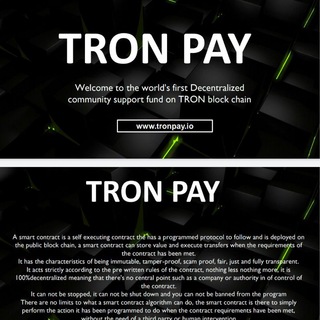 TRON PAY
Welcome to the world's first Decentralized
community support fund on TRON block chain
www.tronpay.io
TRON PAY
A smart contract is a self executing contract the has a programmed protocol to follow and is deployed on
the public block chain, a smart contract can store value and execute transfers when the requirements of
the contract has been met.
It has the characteristics of being immutable, tamper-proof, scam proof, fair, just and fully transparent.
It acts strictly according to the pre written rules of the contract, nothing less nothing more, it is
100%decentralized meaning that there's no central point such as a company or authority in of control of
the contract.
It can not be stopped, it can not be shut down and you can not be banned from the program
There are no limits to what a smart contract algorithm can do, the smart contract is there to simply
perform the action it has been programmed to do when the contract requirements have been met,
without the need of a third party or human intervention